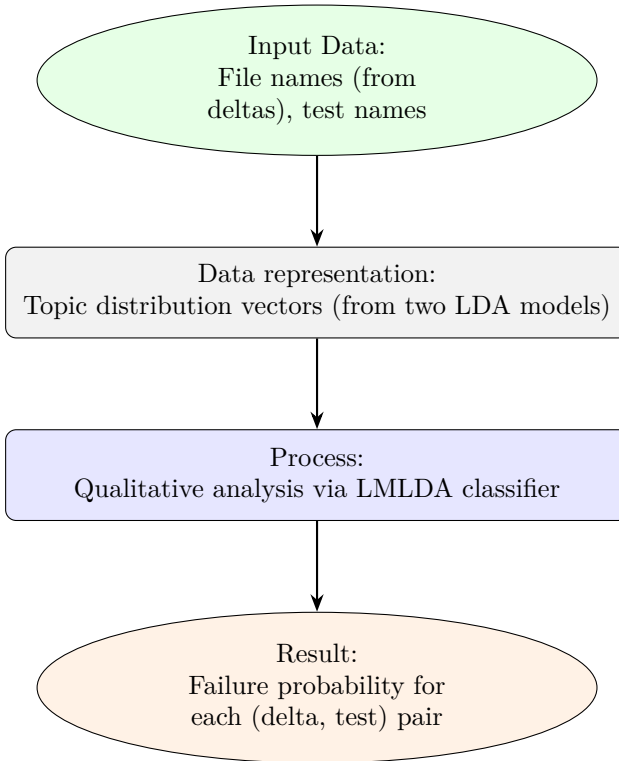 Input Data:
File names (from
deltas), test names
Data representation:
Topic distribution vectors (from two LDA models)
Process:
Qualitative analysis via LMLDA classifier
Result:
Failure probability for
each (delta, test) pair